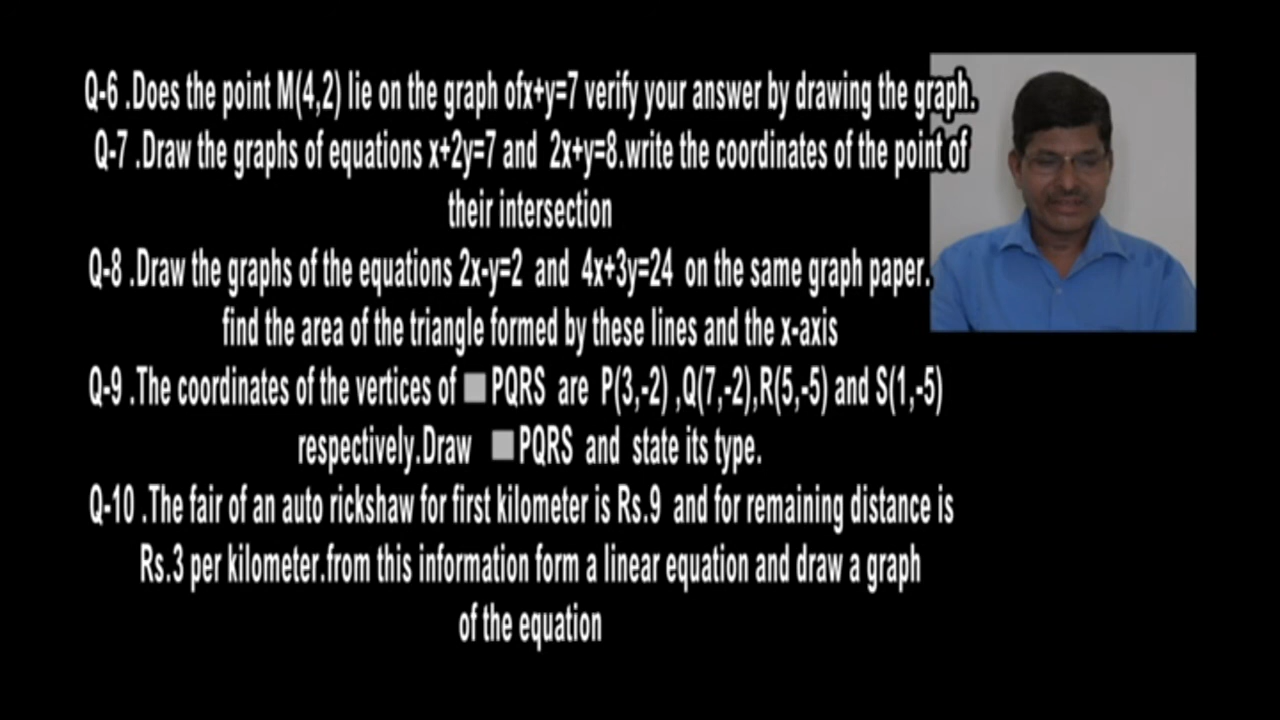 Q-6 .Does the point M(4,2) lie on the graph ofx+y=7 verify your answer by drawing the graph.
Q-7 .Draw the graphs of equations x+2y=7 and 2x+y=8.write the coordinates of the point of
their intersection
Q-8 .Draw the graphs of the equations 2x-y=2 and 4x+3y=24 on the same graph paper.
find the area of the triangle formed by these lines and the x-axis
Q-9 .The coordinates of the vertices of ■ PQRS are P(3,-2) ,Q(7,-2),R(5,-5) and S(1,-5)
respectively.Draw ■ PQRS and state its type.
Q-10 .The fair of an auto rickshaw for first kilometer is Rs.9 and for remaining distance is
Rs.3 per kilometer.from this information form a linear equation and draw a graph
of the equation